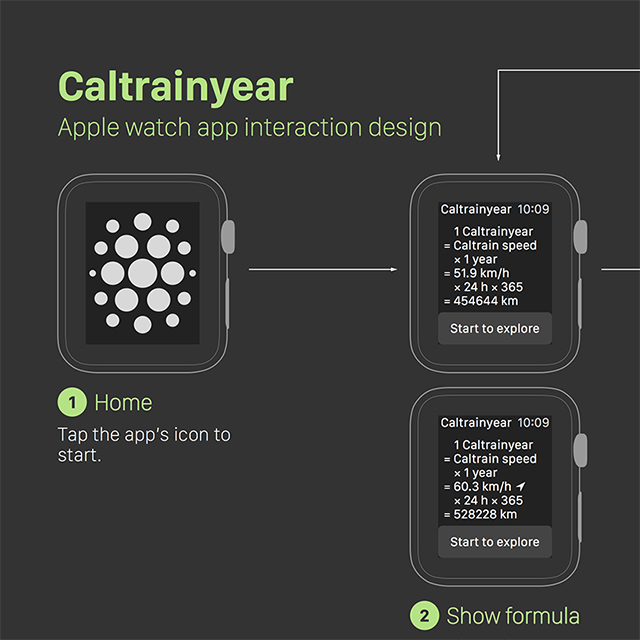 Caltrainyear
Apple watch app interaction design
1 Home
Tap the app's icon to
start.
Caltrainyear 10:09
1 Caltrainyear
= Caltrain speed
× 1 year
= 51.9 km/h
× 24 h × 365
= 454644 km
Start to explore
Caltrainyear 10:09
1 Caltrainyear
= Caltrain speed
× 1 year
= 60.3 km/h
× 24 h × 365
= 528228 km
Start to explore
2 Show formula